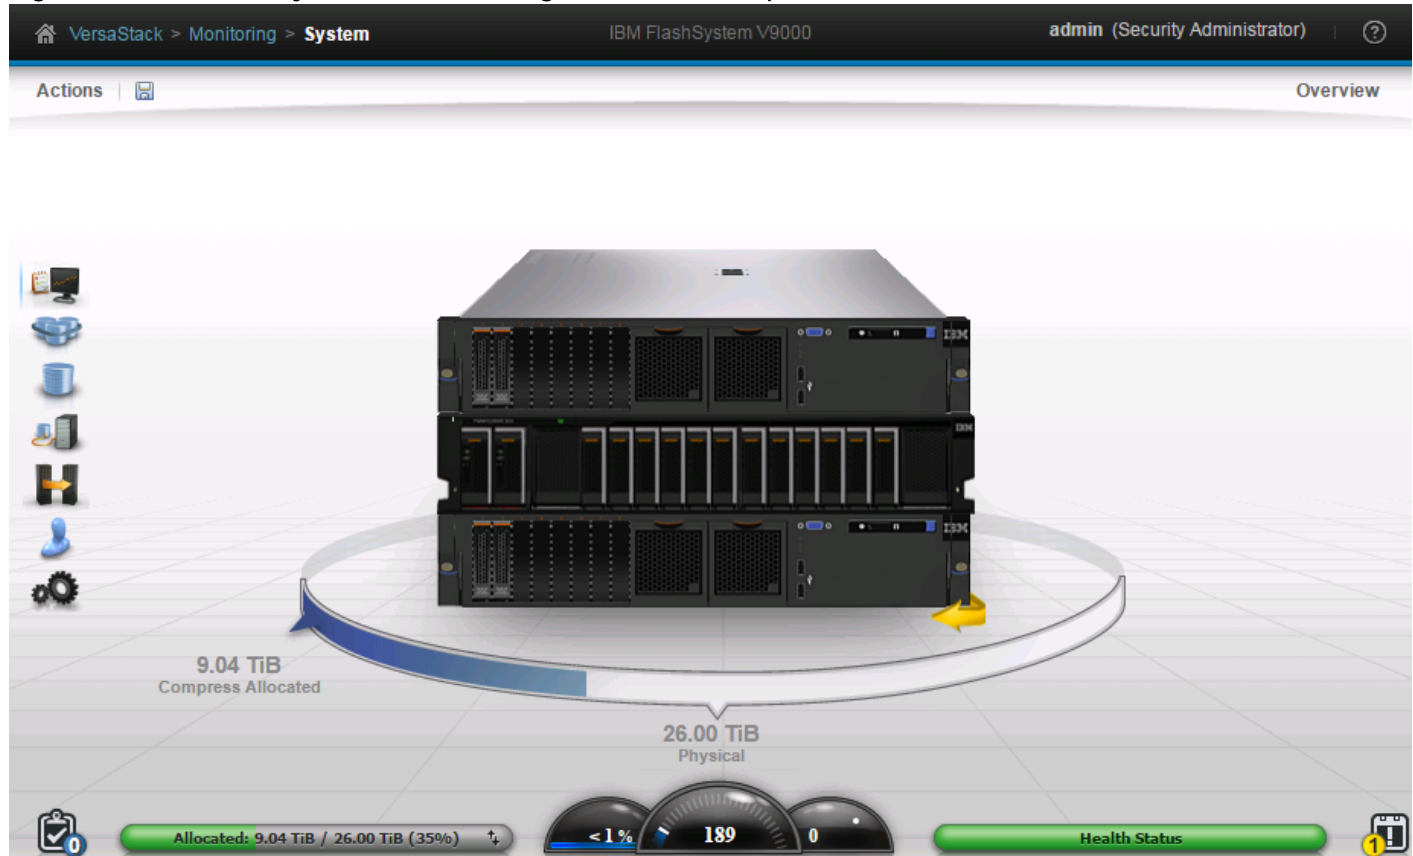 VersaStack > Monitoring > System
IBM FlashSystem V9000
admin (Security Administrator)
?
Actions
Overview
IBM
IBM
IBM
9.04 TiB
Compress Allocated
26.00 TiB
Physical
0
Allocated: 9.04 TiB / 26.00 TiB (35%)
<1%
189
0
Health Status
1